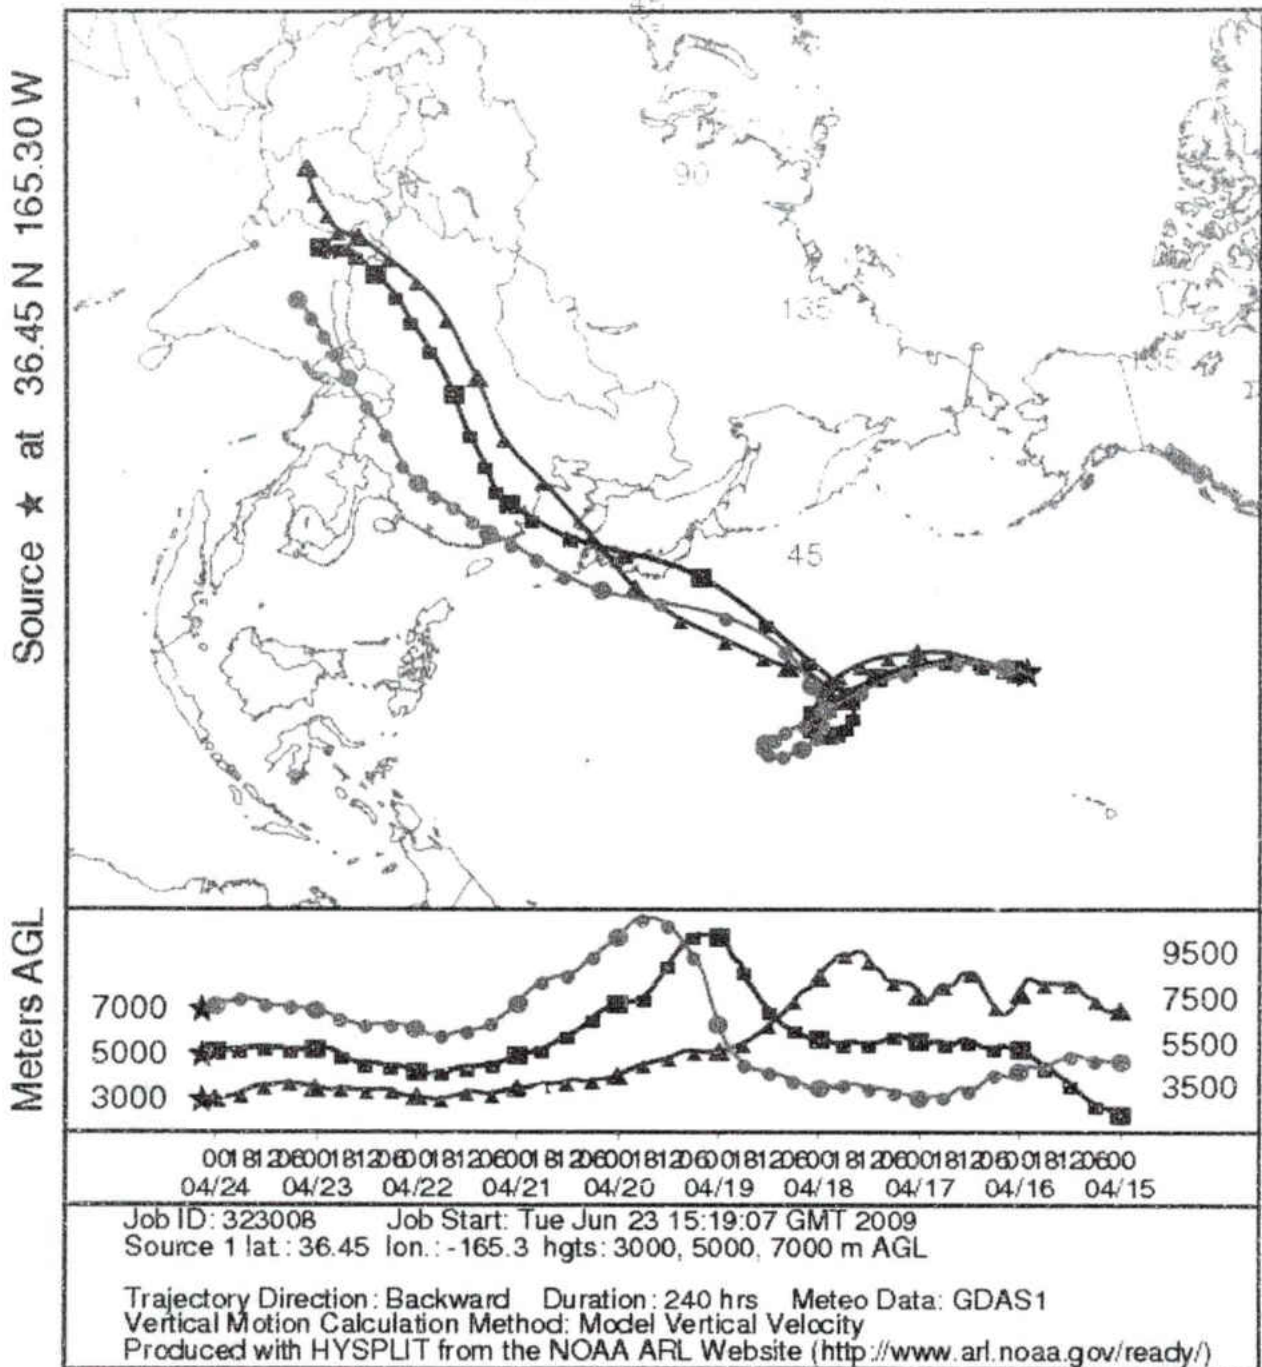 45
Source ★ at 36.45 N 165.30 W
90
135
135
45
Meters AGL
7000
5000
3000
9500
7500
5500
3500
04/24 04/23 04/22 04/21 04/20 04/19 04/18 04/17 04/16 04/15
Job ID: 323008 Job Start: Tue Jun 23 15:19:07 GMT 2009
Source 1 lat.: 36.45 lon.: -165.3 hgts: 3000, 5000, 7000 m AGL
Trajectory Direction: Backward Duration: 240 hrs Meteo Data: GDAS1
Vertical Motion Calculation Method: Model Vertical Velocity
Produced with HYSPLIT from the NOAA ARL Website (http://www.arl.noaa.gov/ready/)